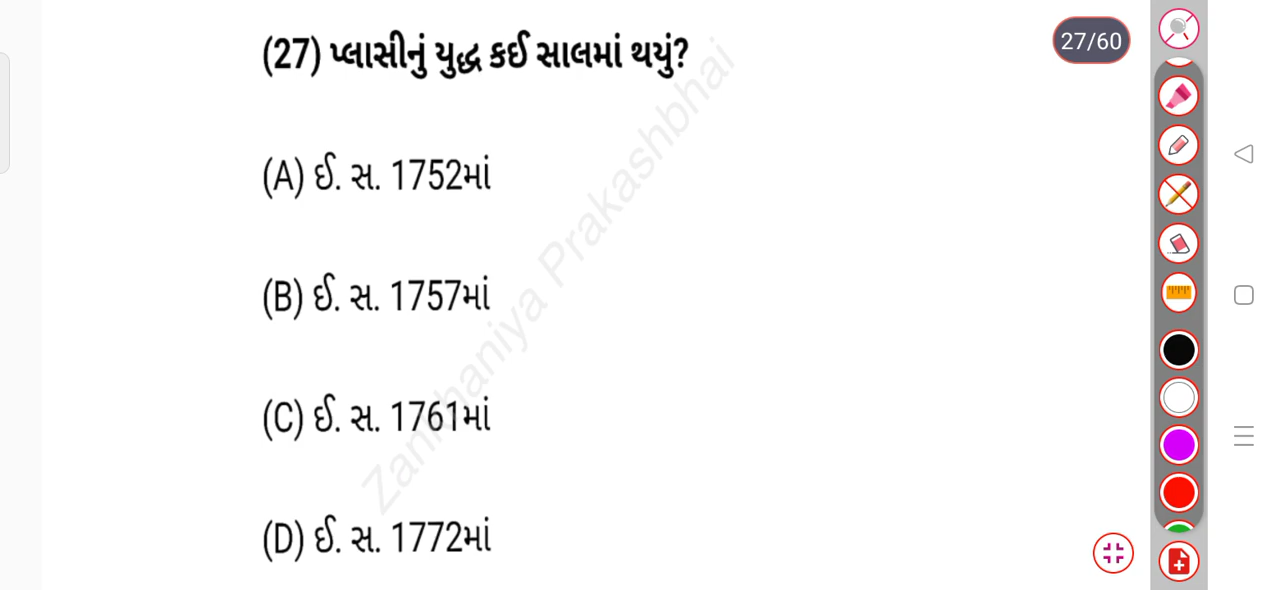 (27) પ્લાસીનું યુદ્ધ કઈ સાલમાં થયું?
27/60
(A) ઈ. સ. 1752માં
(B) ઈ. સ. 1757માં
(C) ઈ. સ. 1761માં
(D) ઈ. સ. 1772માં